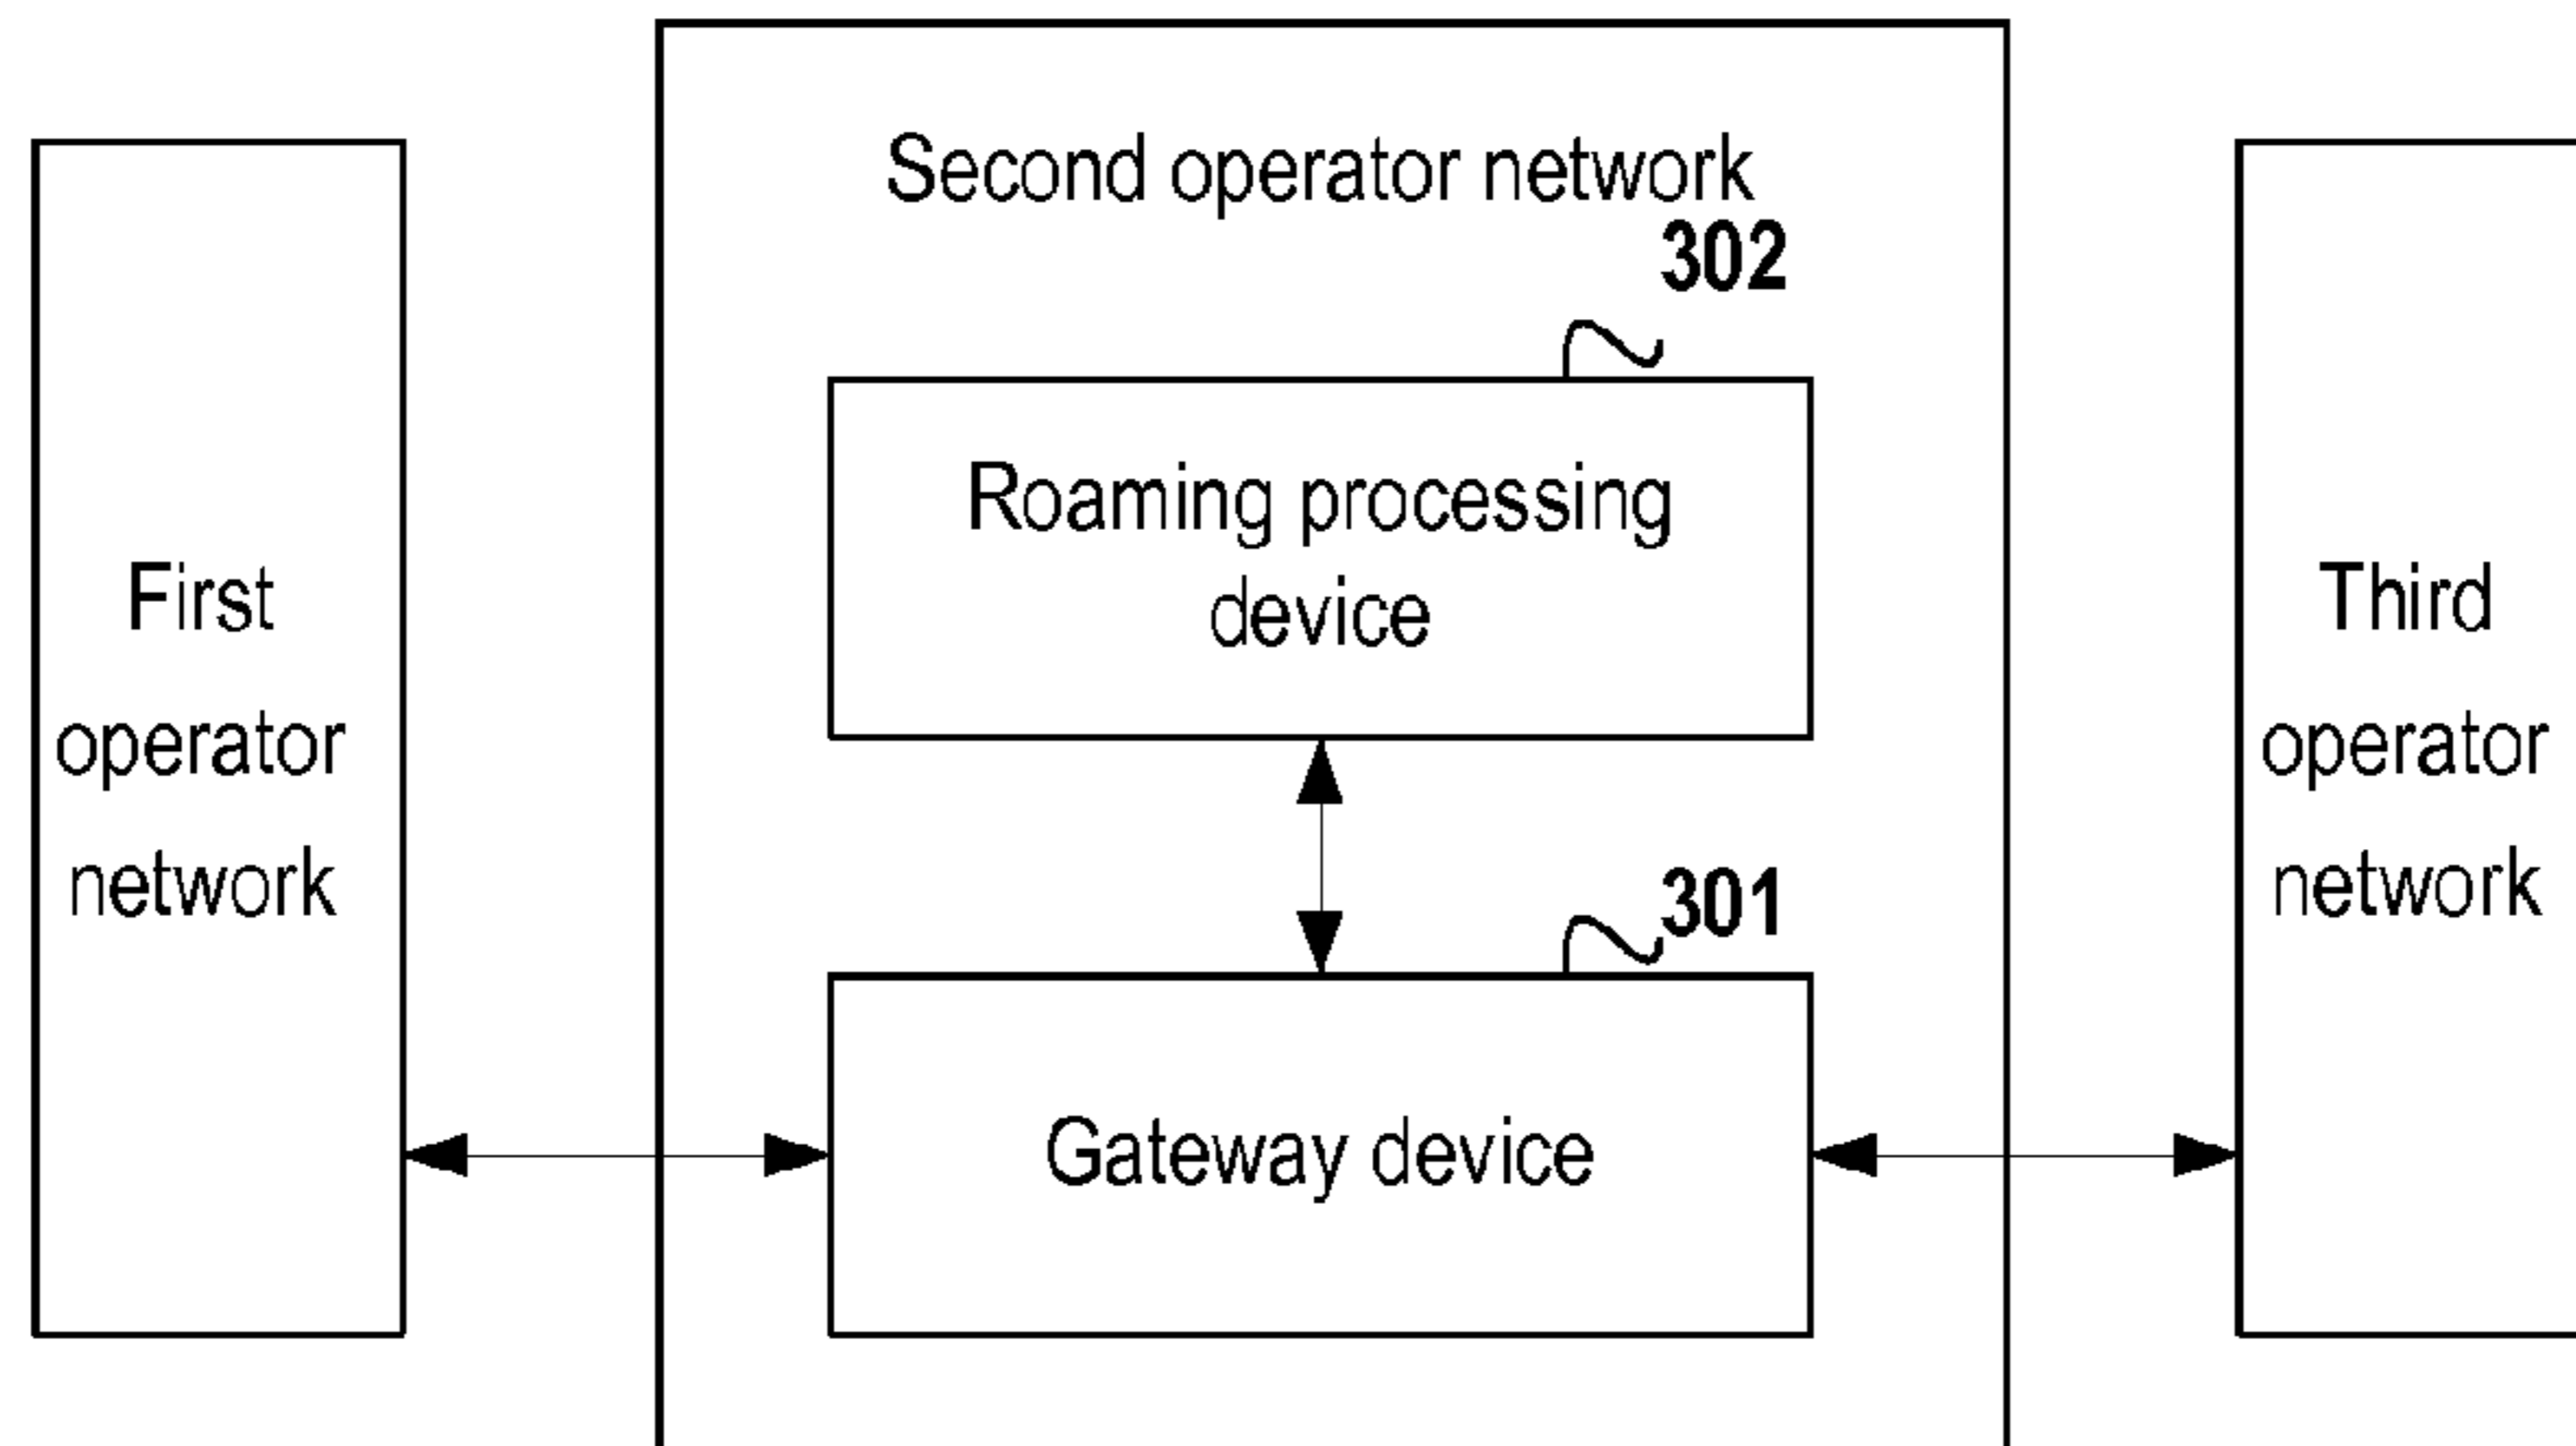 Second operator network
302
Roaming processing
device
First
operator
network
Third
operator
network
301
Gateway device